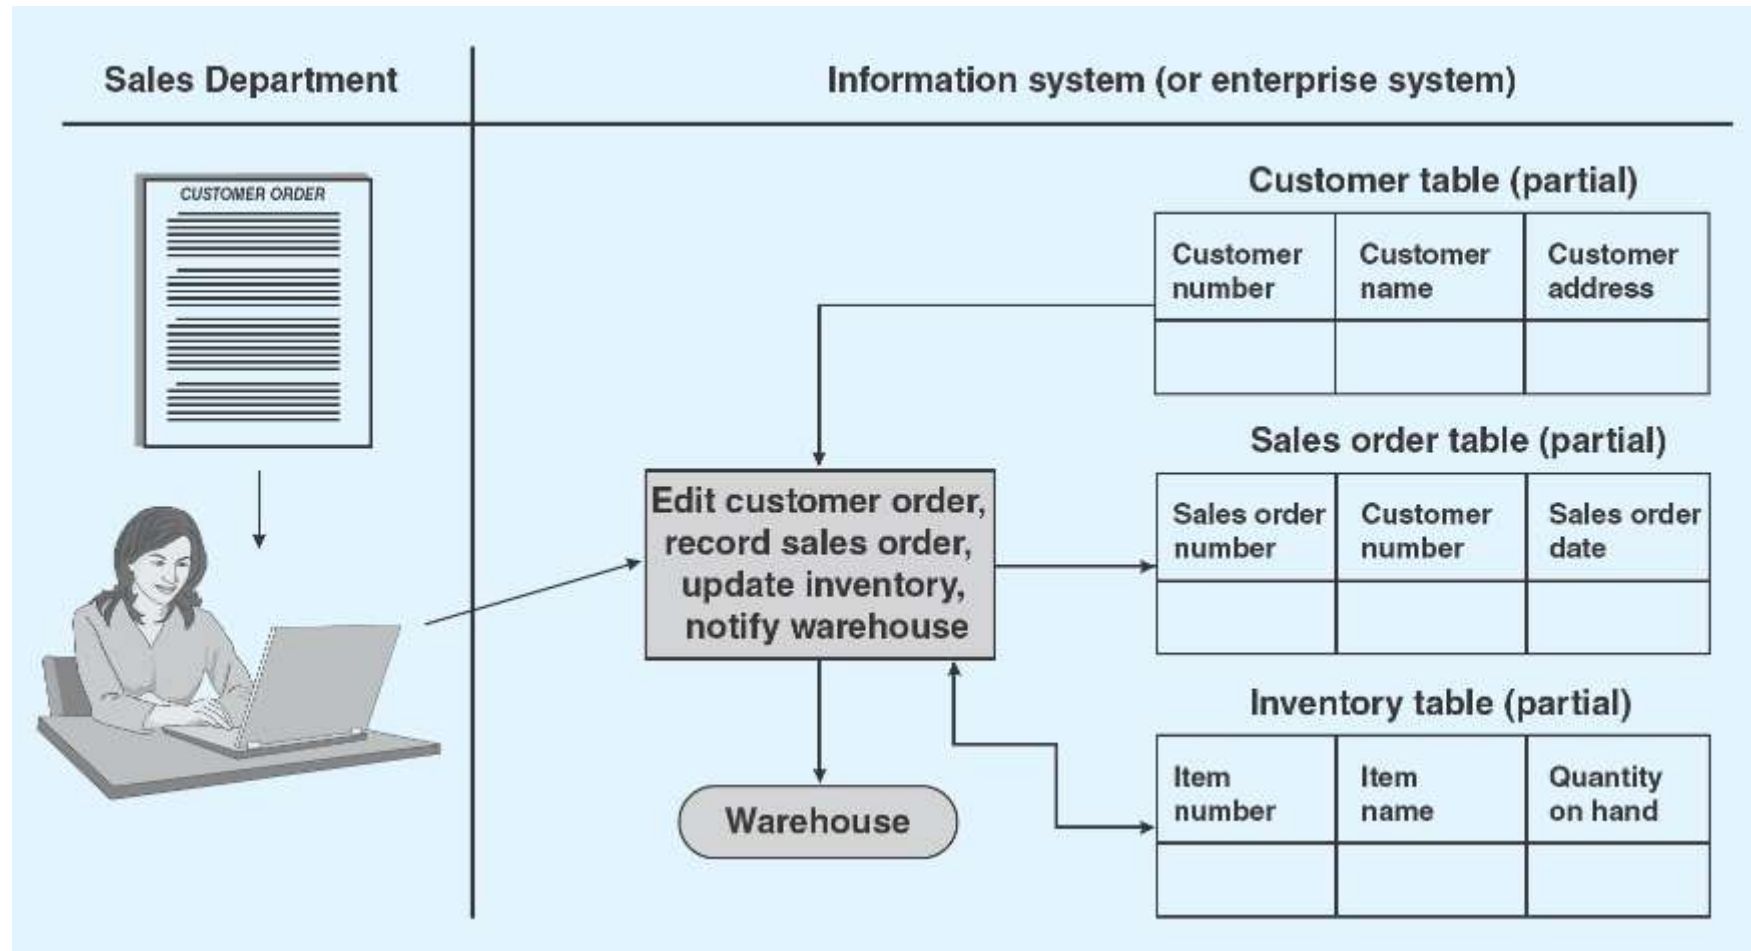 Sales Department
Information system (or enterprise system)
CUSTOMER ORDER
Customer table (partial)
Customer number
Customer name
Customer address
Edit customer order,
record sales order,
update inventory,
notify warehouse
Sales order table (partial)
Sales order number
Customer number
Sales order date
Warehouse
Inventory table (partial)
Item number
Item name
Quantity on hand